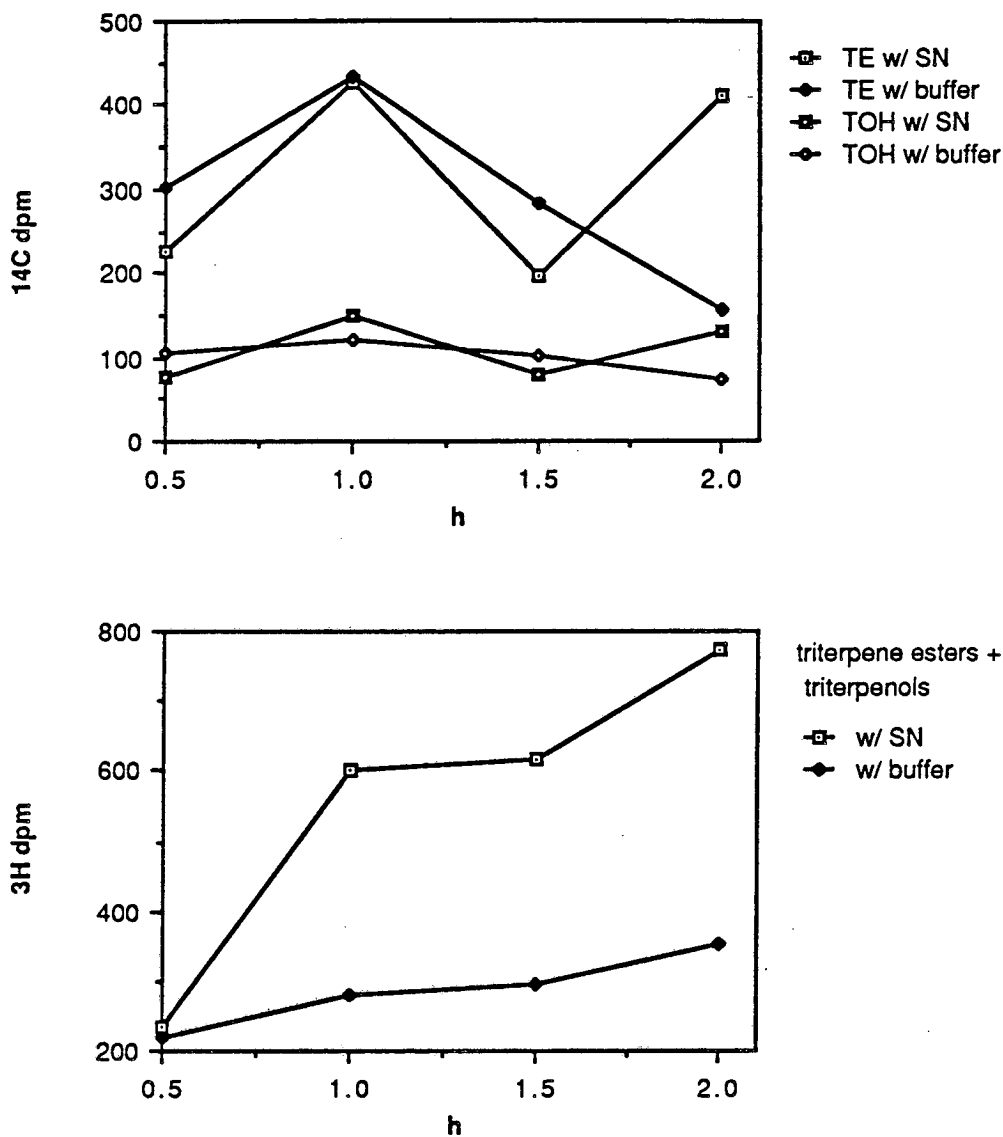 500
400
300
200
100
0
14C dpm
0.5 1.0 1.5 2.0
h
TE w/ SN
TE w/ buffer
TOH w/ SN
TOH w/ buffer
800
600
400
200
3H dpm
0.5 1.0 1.5 2.0
h
triterpene esters +
triterpenols
w/ SN
w/ buffer